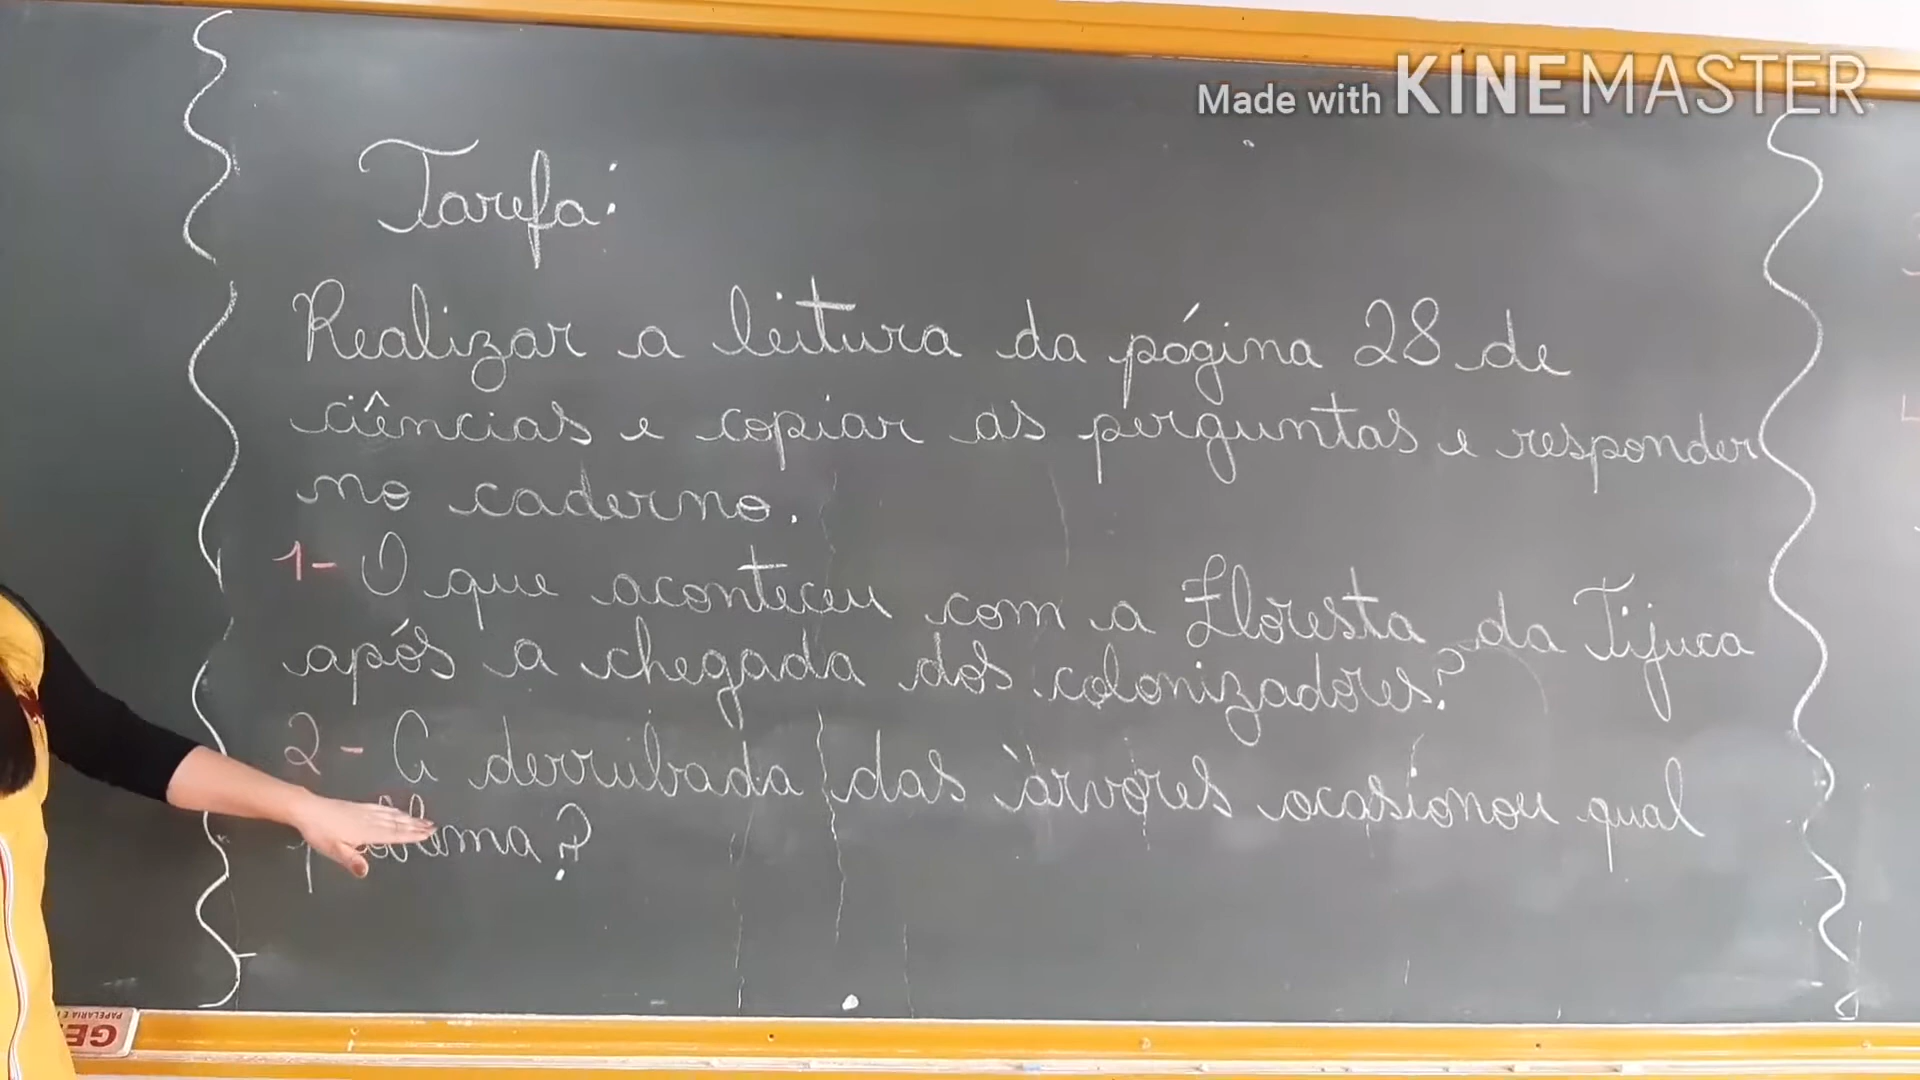 Made with KINEMASTER
Tarefa:
Realizar a leitura da página 28 de
ciências e copiar as perguntas e responder
no caderno.
1- O que aconteceu com a Floresta da Tijuca
após a chegada dos colonizadores?
2- A derrubada das árvores ocasionou qual
problema?